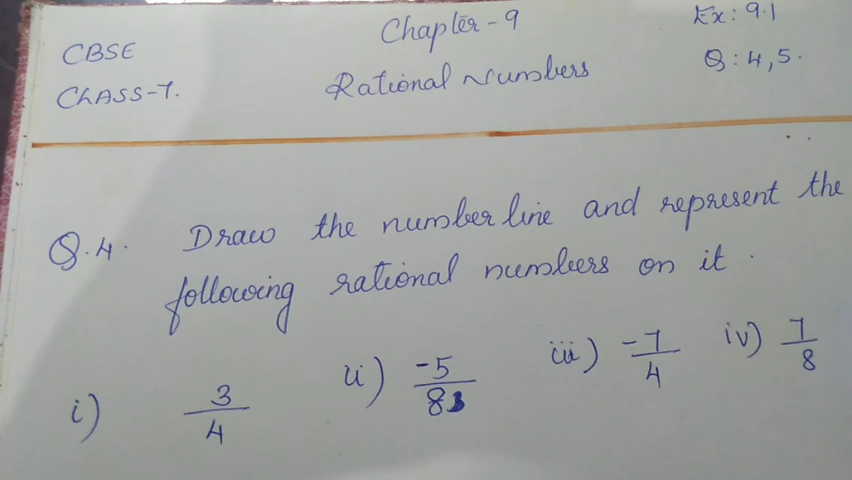 CBSE
CLASS-7.
Chapter-9
Rational Numbers
Ex: 9.1
Q: 4,5.
Q.4. Draw the number line and represent the
following rational numbers on it.
i) 3/4 ii) -5/8 iii) -7/4 iv) 7/8